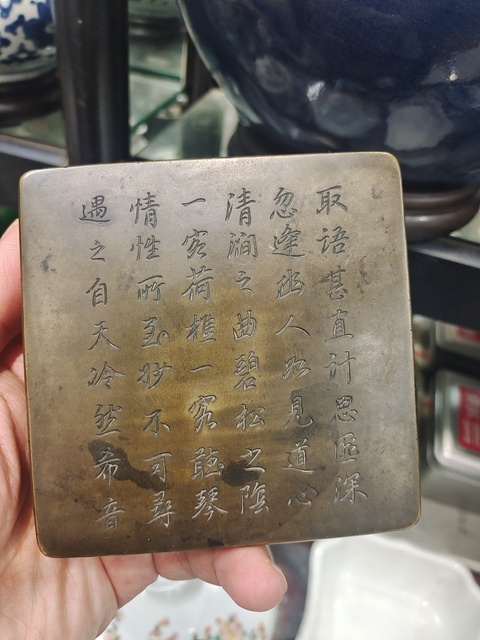 取語甚直計思匪深
忽逢幽人如見道心
清澗之曲碧松之陰
一客荷樵一客聽琴
情性所至妙不可尋
遇之自天泠然希音